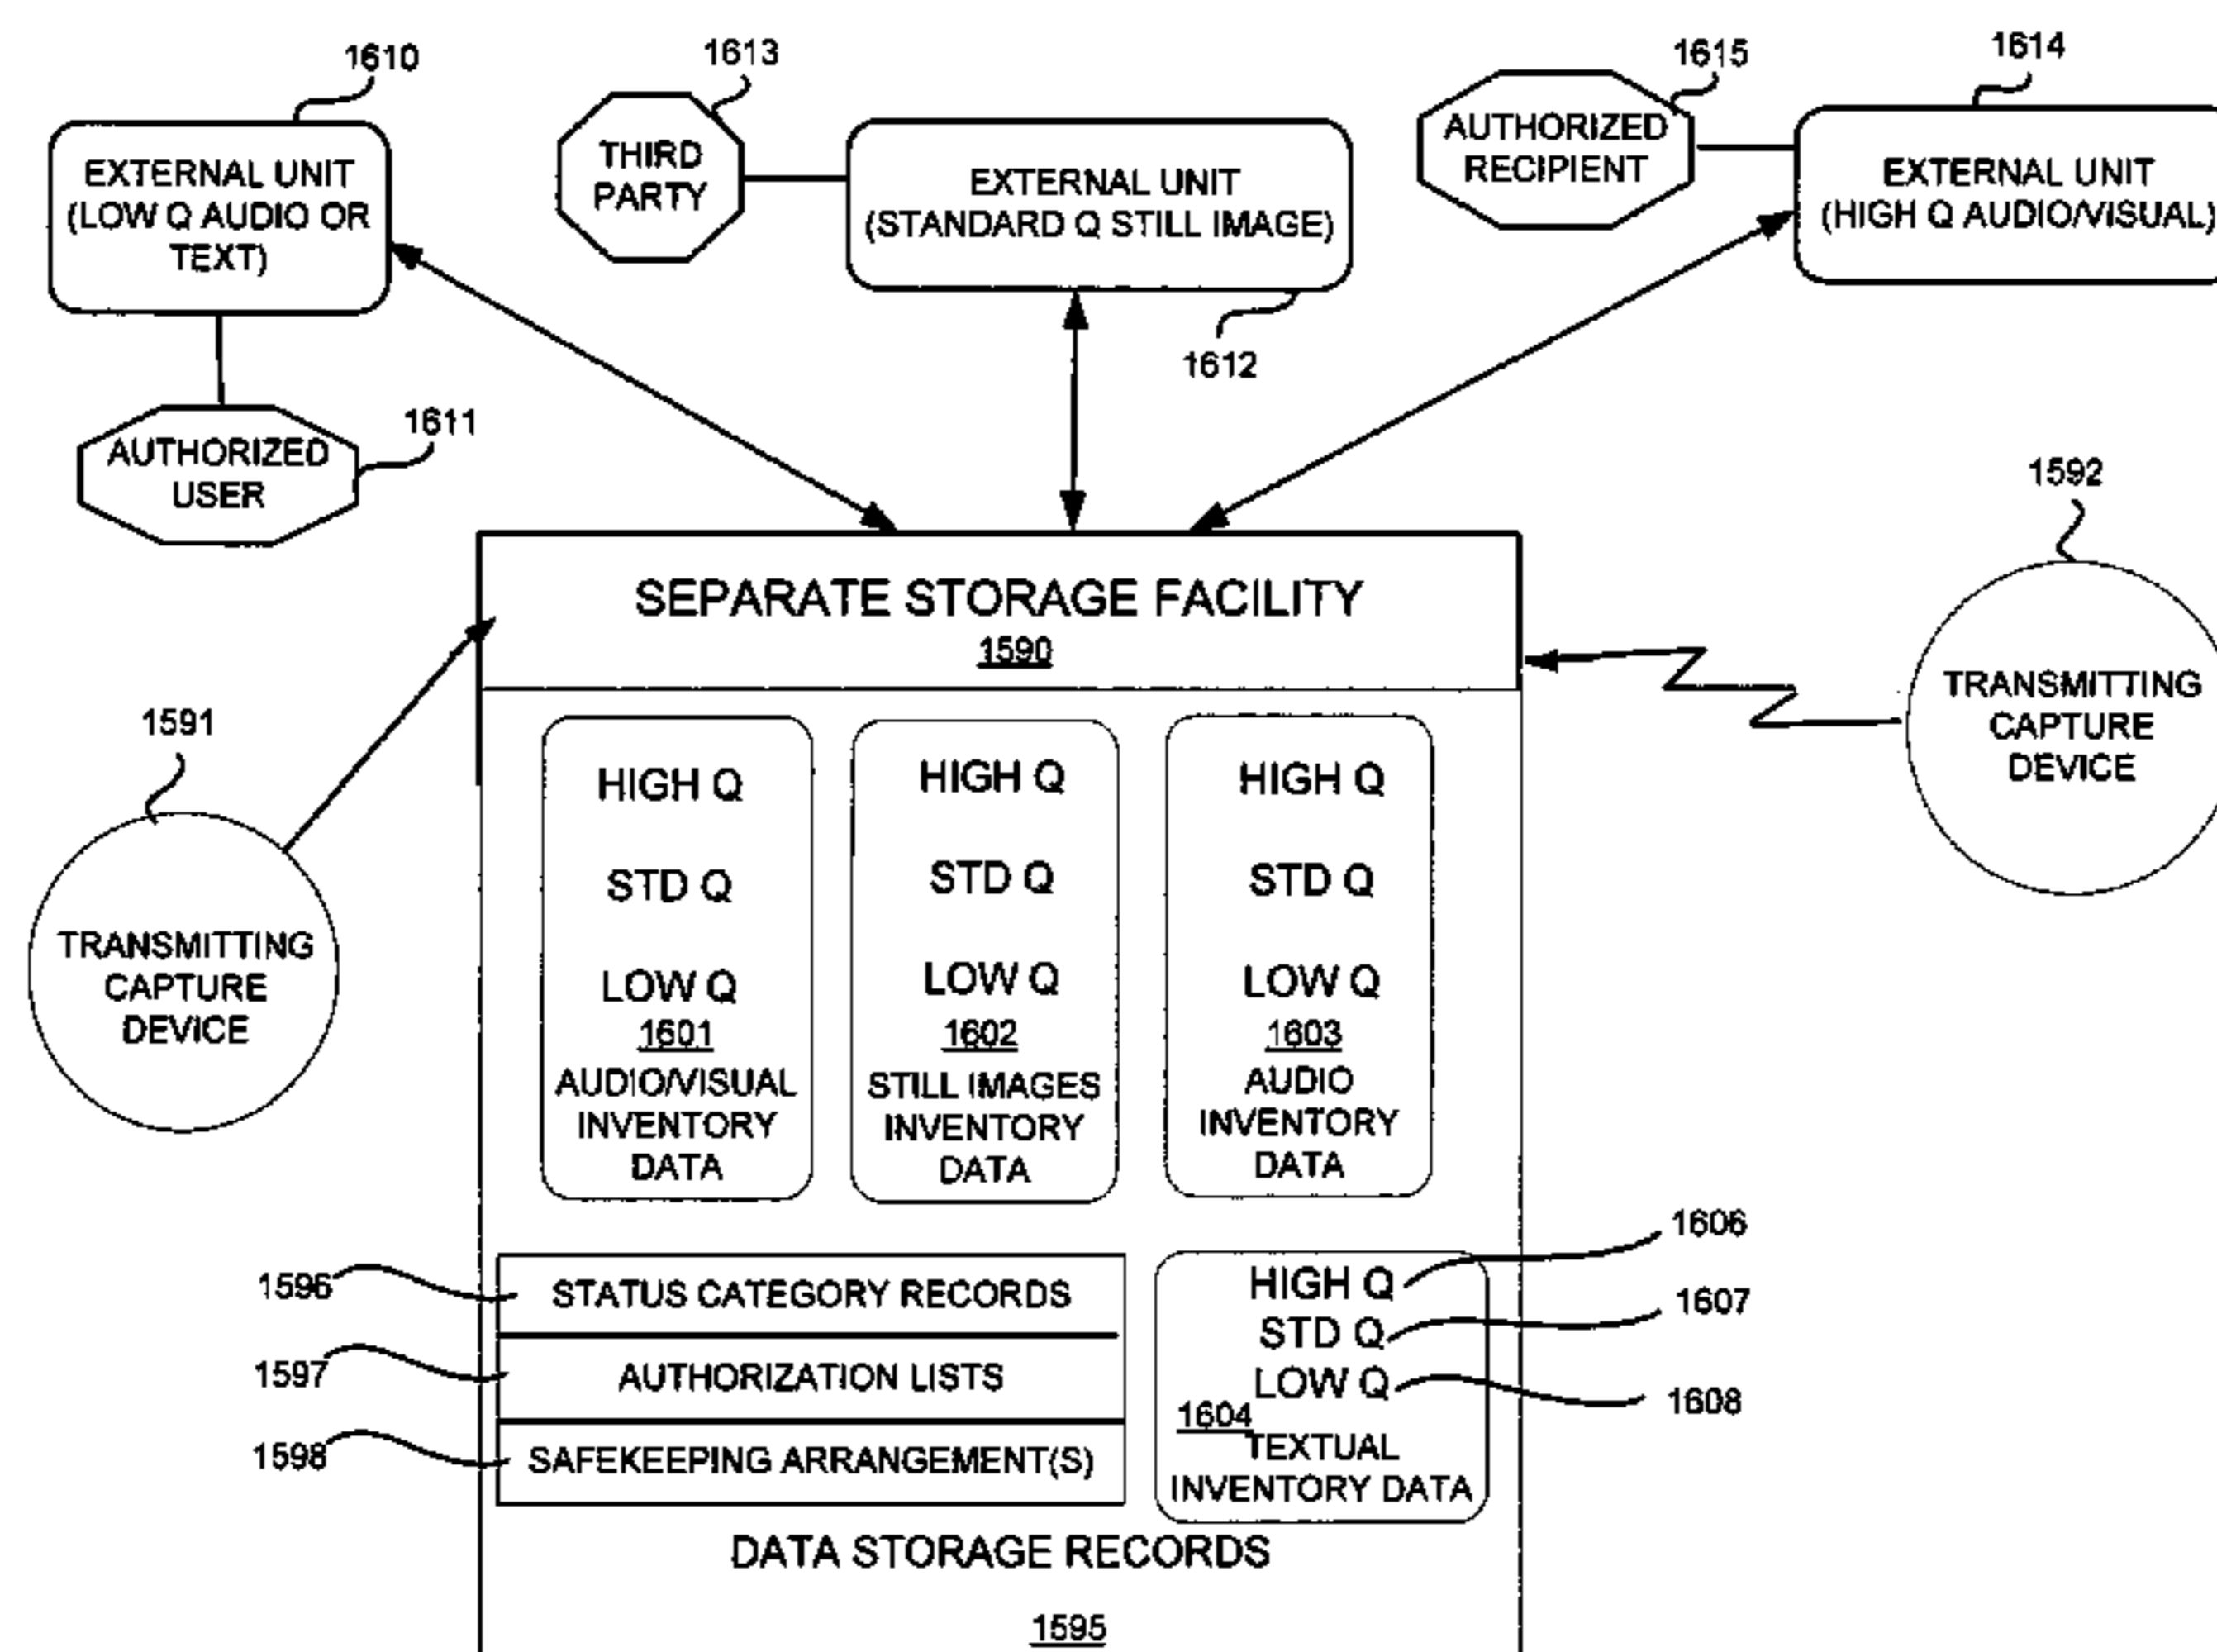 1610
1613
1615
1614
EXTERNAL UNIT
(LOW Q AUDIO OR
TEXT)
THIRD
PARTY
EXTERNAL UNIT
(STANDARD Q STILL IMAGE)
AUTHORIZED
RECIPIENT
EXTERNAL UNIT
(HIGH Q AUDIO/VISUAL)
1612
1611
AUTHORIZED
USER
1592
SEPARATE STORAGE FACILITY
1590
TRANSMITTING
CAPTURE
DEVICE
1591
TRANSMITTING
CAPTURE
DEVICE
HIGH Q
STD Q
LOW Q
1601
AUDIO/VISUAL
INVENTORY
DATA
HIGH Q
STD Q
LOW Q
1602
STILL IMAGES
INVENTORY
DATA
HIGH Q
STD Q
LOW Q
1603
AUDIO
INVENTORY
DATA
1596
STATUS CATEGORY RECORDS
1597
AUTHORIZATION LISTS
1598
SAFEKEEPING ARRANGEMENT(S)
HIGH Q
1606
STD Q
1607
LOW Q
1608
1604
TEXTUAL
INVENTORY DATA
DATA STORAGE RECORDS
1595